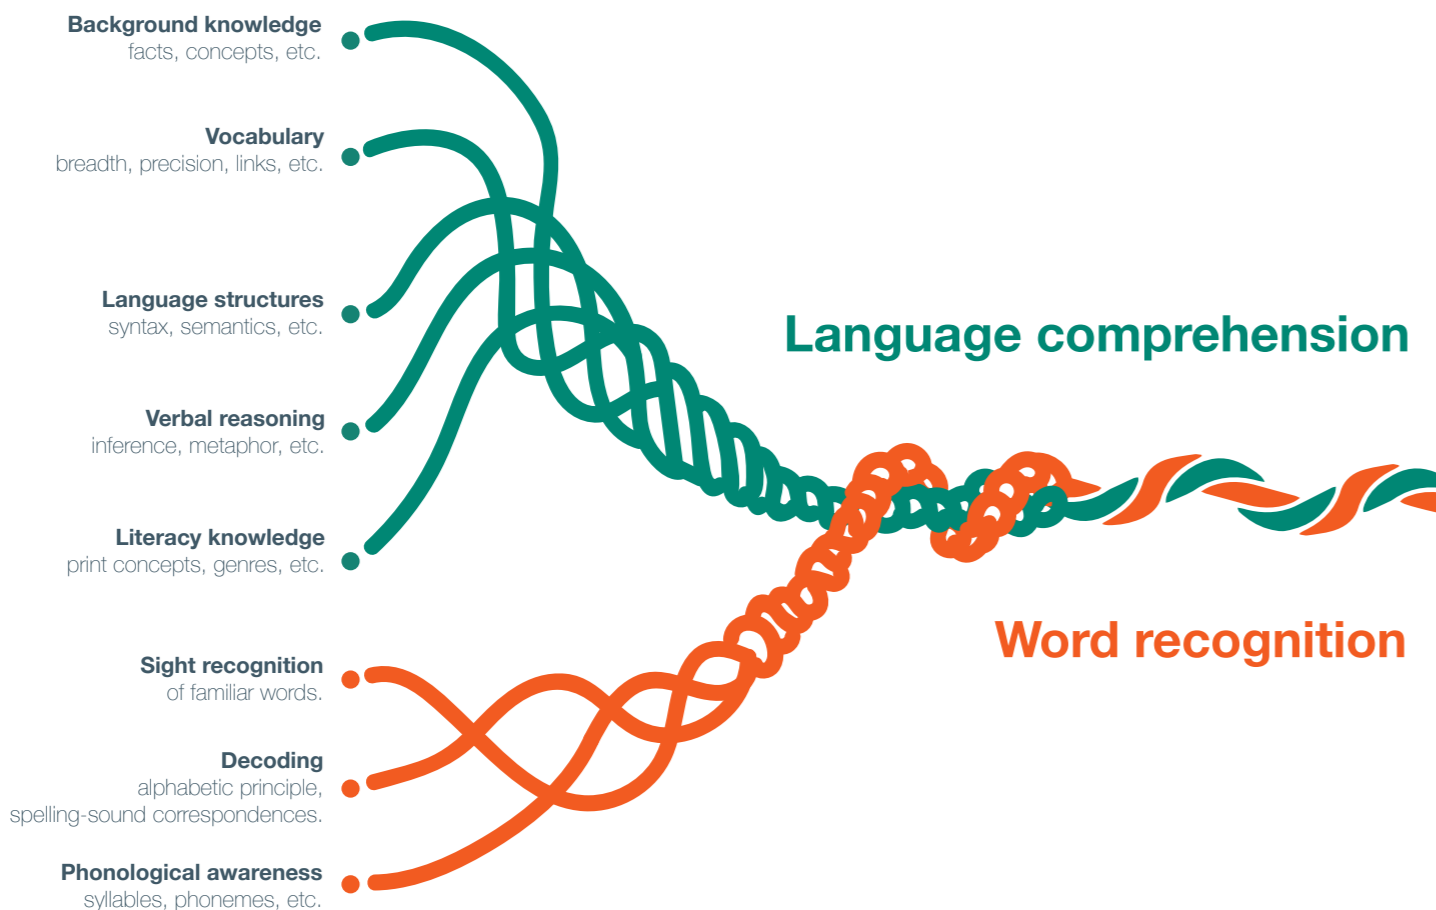 Background knowledge
facts, concepts, etc.
Vocabulary
breadth, precision, links, etc.
Language structures
syntax, semantics, etc.
Verbal reasoning
inference, metaphor, etc.
Literacy knowledge
print concepts, genres, etc.
Language comprehension
Sight recognition
of familiar words.
Decoding
alphabetic principle,
spelling-sound correspondences.
Phonological awareness
syllables, phonemes, etc.
Word recognition